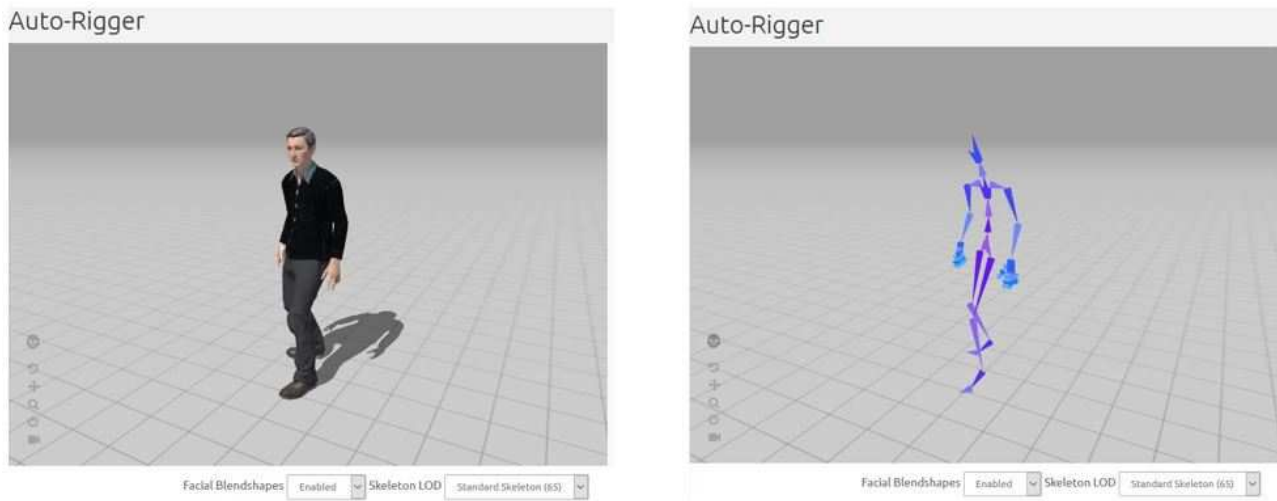 Auto-Rigger
Facial Blendshapes Enabled Skeleton LOD Standard Skeleton (65)
Auto-Rigger
Facial Blendshapes Enabled Skeleton LOD Standard Skeleton (65)